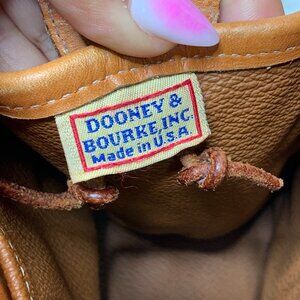 DOONEY &
BOURKE, INC.
Made in U.S.A.